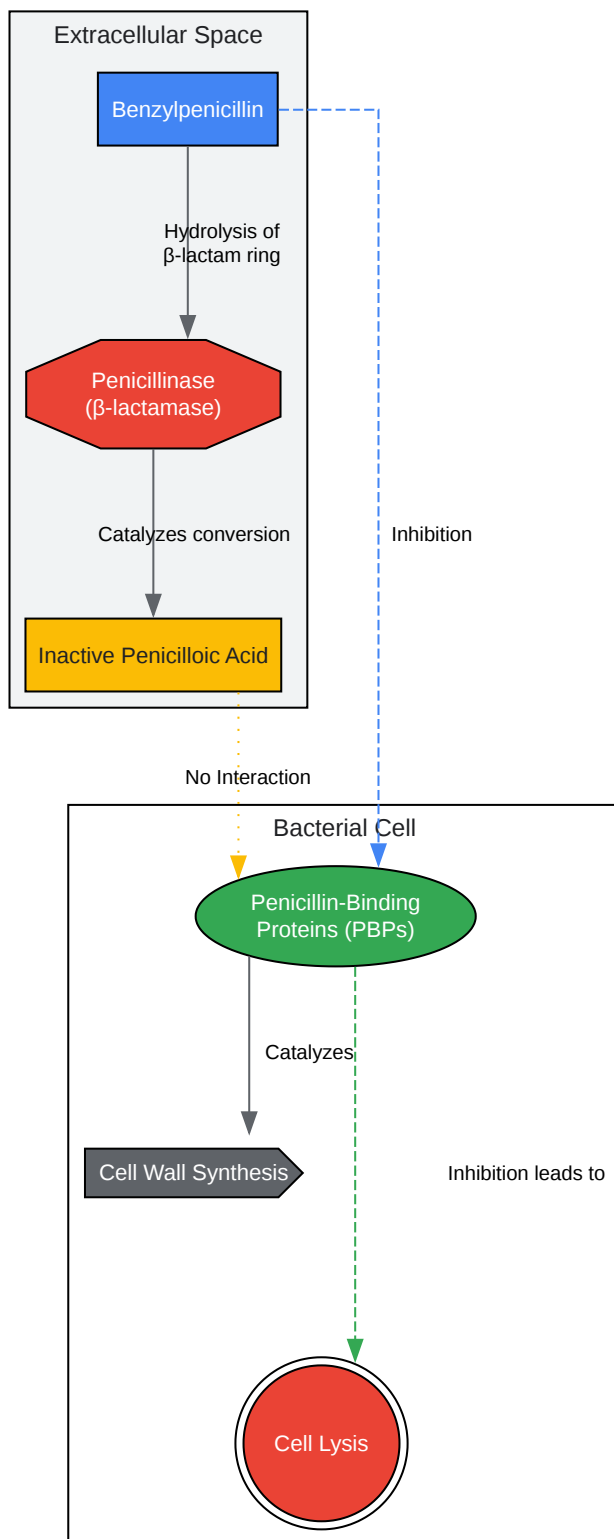 Extracellular Space
Benzylpenicillin
Hydrolysis of
β-lactam ring
Penicillinase
(β-lactamase)
Catalyzes conversion
Inhibition
Inactive Penicilloic Acid
No Interaction
Bacterial Cell
Penicillin-Binding
Proteins (PBPs)
Catalyzes
Cell Wall Synthesis
Inhibition leads to
Cell Lysis